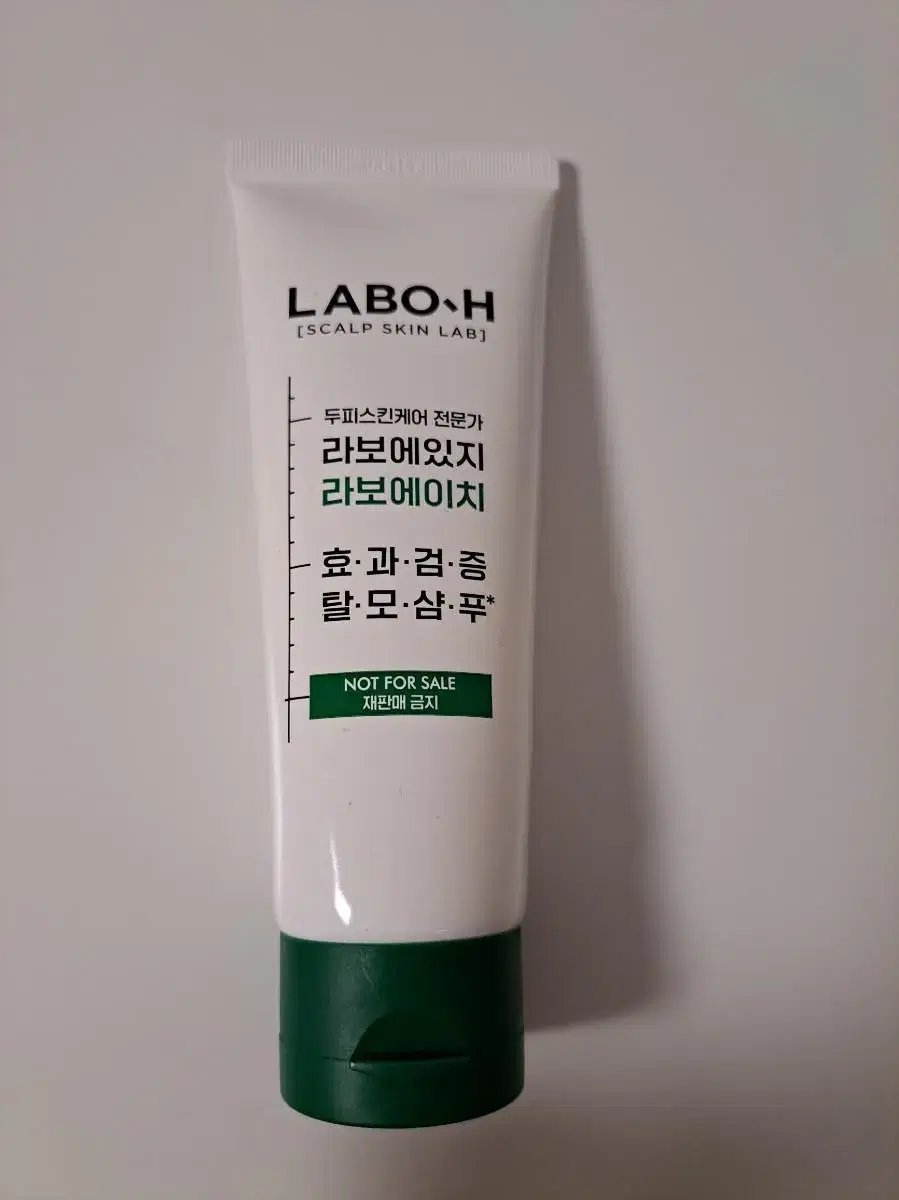 LABO-H
[SCALP SKIN LAB]
두피스킨케어 전문가
라보에있지
라보에이치
효·과·검·증
탈·모·샴·푸*
NOT FOR SALE
재판매 금지